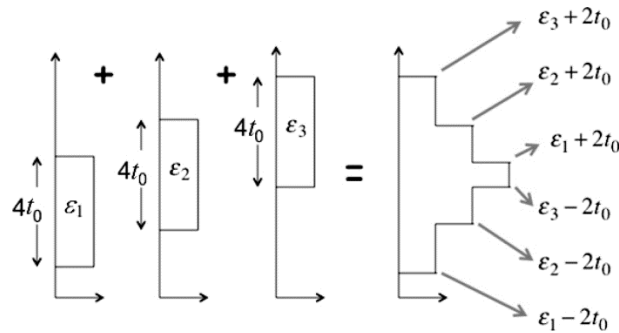 + + =
4t₀ ε₁
4t₀ ε₂
4t₀ ε₃
ε₃ + 2t₀
ε₂ + 2t₀
ε₁ + 2t₀
ε₃ − 2t₀
ε₂ − 2t₀
ε₁ − 2t₀